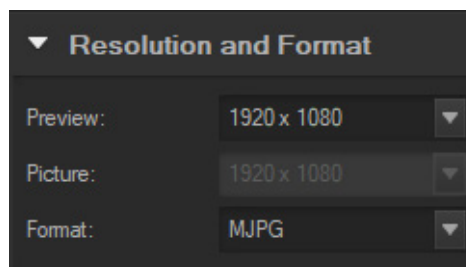 Resolution and Format
Preview: 1920 x 1080
Picture: 1920 x 1080
Format: MJPG